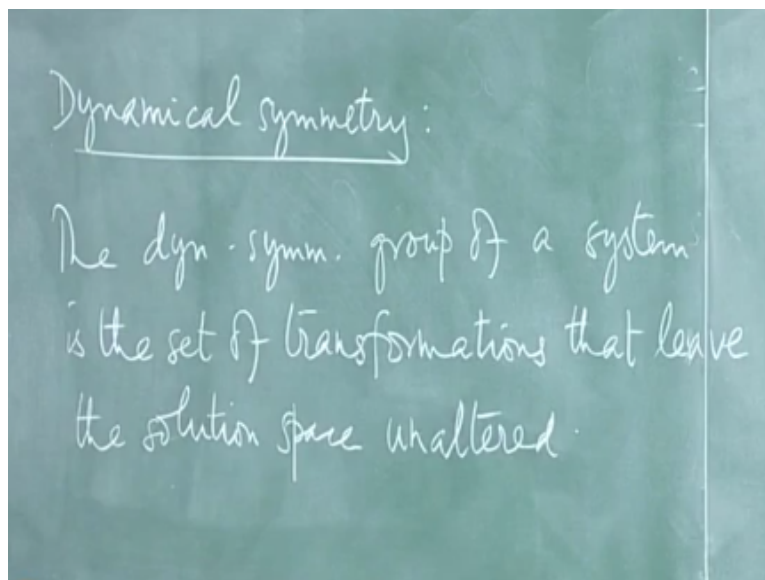 Dynamical symmetry:
The dyn. symm. group of a system
is the set of transformations that leave
the solution space unaltered.